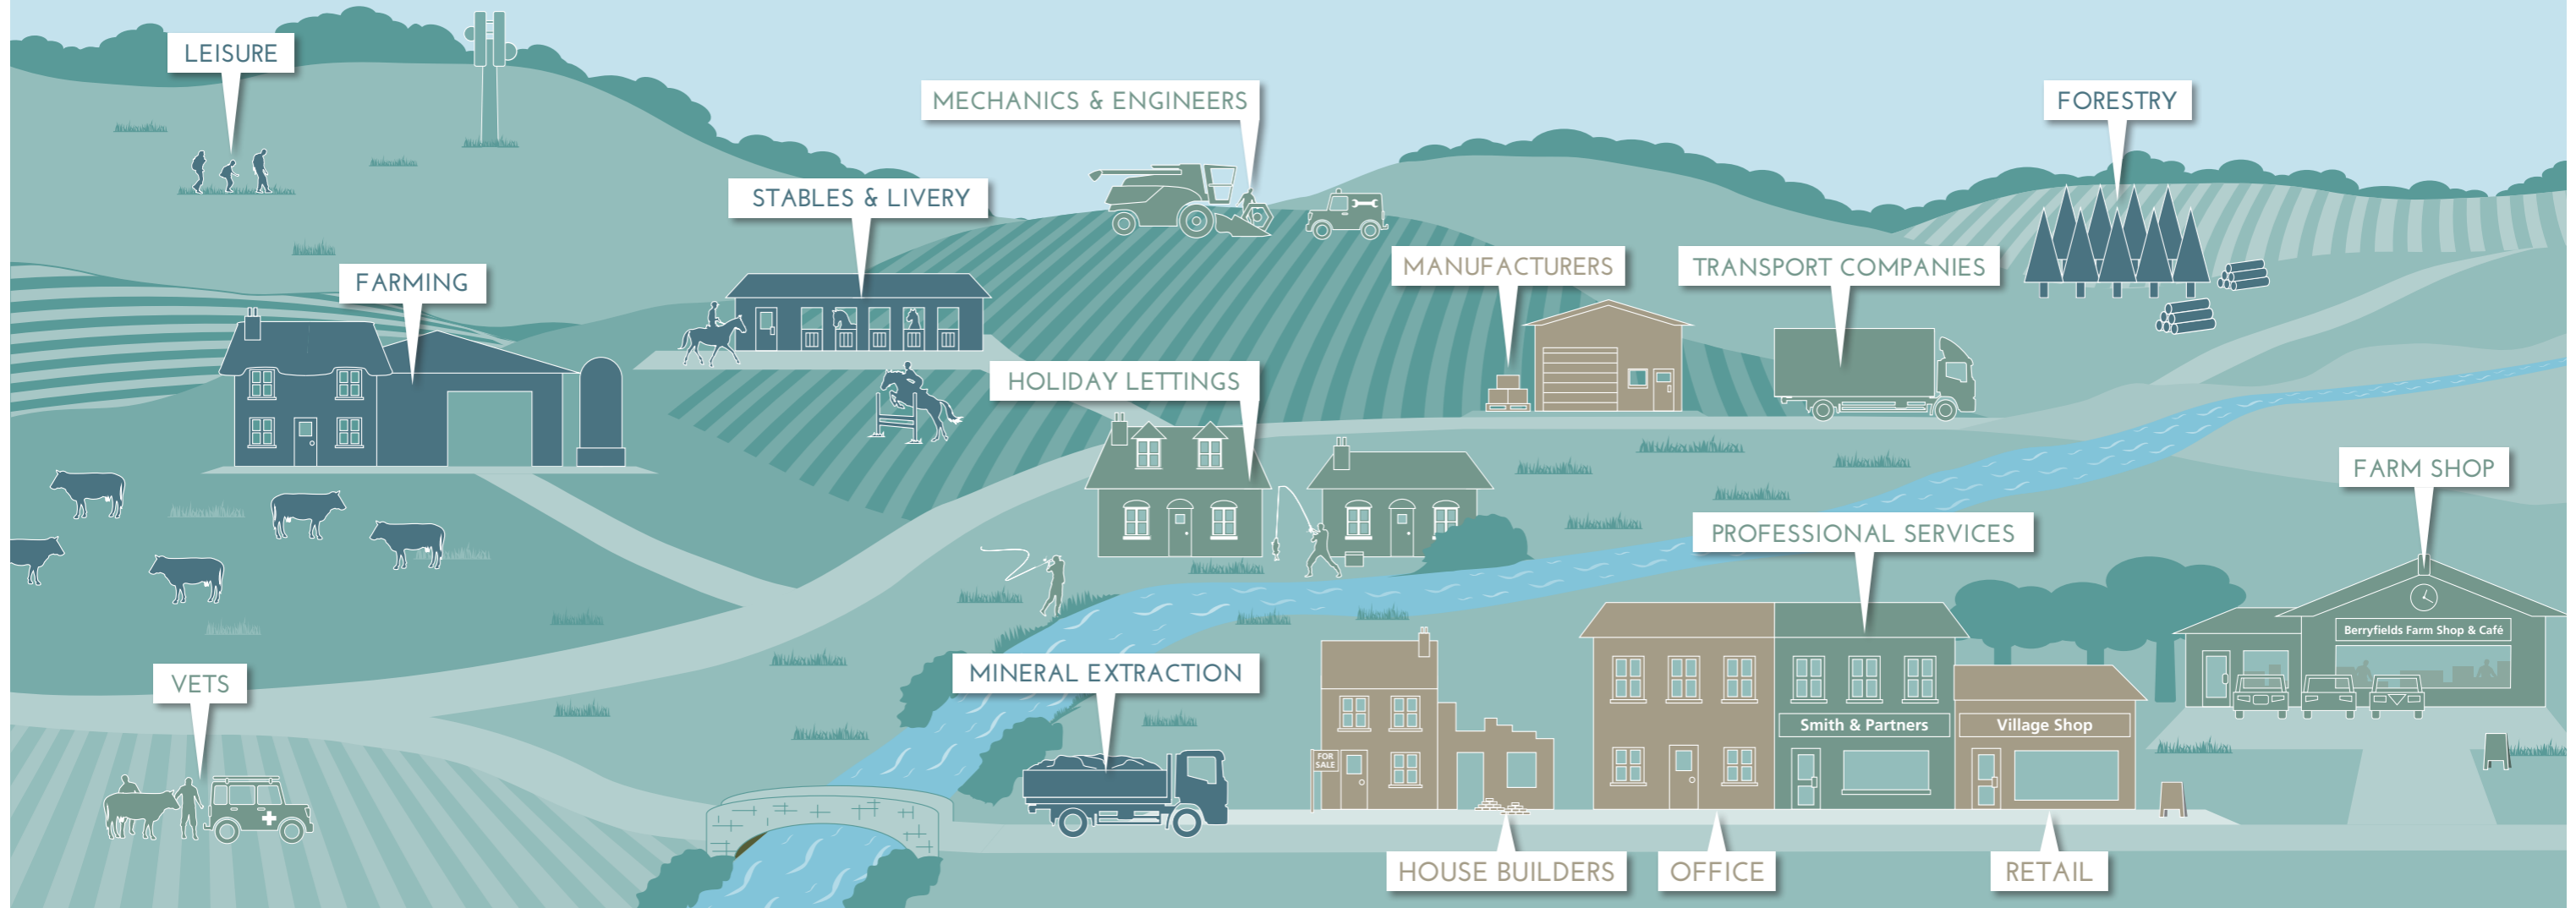 LEISURE
MECHANICS & ENGINEERS
FORESTRY
STABLES & LIVERY
FARMING
MANUFACTURERS
TRANSPORT COMPANIES
HOLIDAY LETTINGS
FARM SHOP
PROFESSIONAL SERVICES
Berryfields Farm Shop & Café
VETS
MINERAL EXTRACTION
Smith & Partners
Village Shop
FOR
SALE
HOUSE BUILDERS
OFFICE
RETAIL